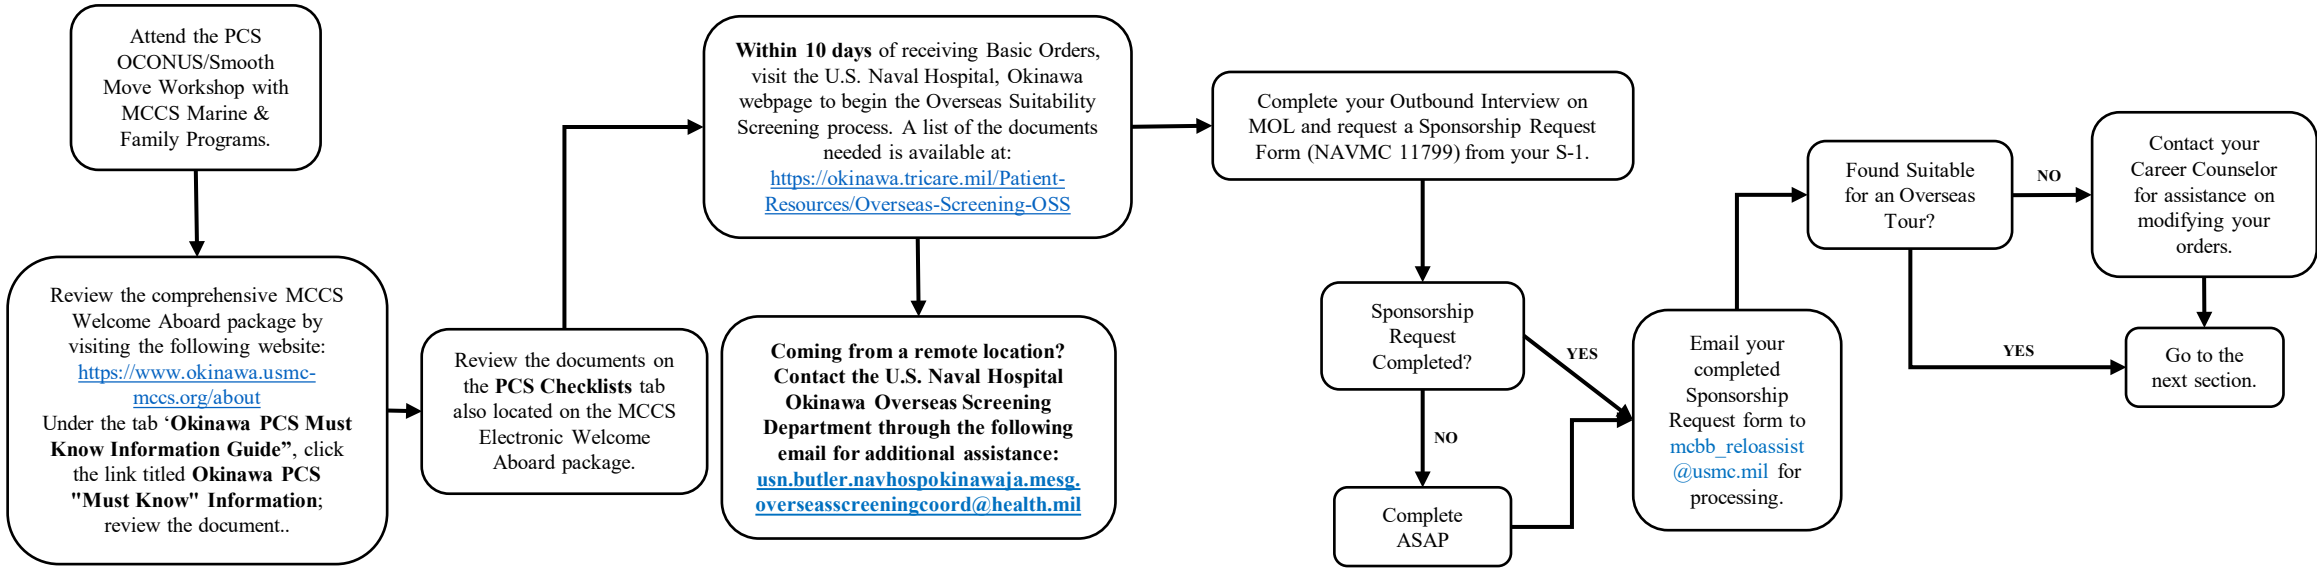 Attend the PCS
OCONUS/Smooth
Move Workshop with
MCCS Marine &
Family Programs.
Review the comprehensive MCCS
Welcome Aboard package by
visiting the following website:
https://www.okinawa.usmc-
mccs.org/about
Under the tab ‘Okinawa PCS Must
Know Information Guide”, click
the link titled Okinawa PCS
"Must Know" Information;
review the document..
Review the documents on
the PCS Checklists tab
also located on the MCCS
Electronic Welcome
Aboard package.
Within 10 days of receiving Basic Orders,
visit the U.S. Naval Hospital, Okinawa
webpage to begin the Overseas Suitability
Screening process. A list of the documents
needed is available at:
https://okinawa.tricare.mil/Patient-
Resources/Overseas-Screening-OSS
Coming from a remote location?
Contact the U.S. Naval Hospital
Okinawa Overseas Screening
Department through the following
email for additional assistance:
usn.butler.navhospokinawaja.mesg.
overseasscreeningcoord@health.mil
Complete your Outbound Interview on
MOL and request a Sponsorship Request
Form (NAVMC 11799) from your S-1.
Sponsorship
Request
Completed?
YES
NO
Complete
ASAP
Email your
completed
Sponsorship
Request form to
mcbb_reloassist
@usmc.mil for
processing.
Found Suitable
for an Overseas
Tour?
NO
YES
Contact your
Career Counselor
for assistance on
modifying your
orders.
Go to the
next section.